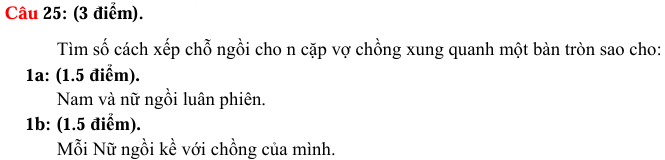 Câu 25: (3 điểm).
Tìm số cách xếp chỗ ngồi cho n cặp vợ chồng xung quanh một bàn tròn sao cho:
1a: (1.5 điểm).
Nam và nữ ngồi luân phiên.
1b: (1.5 điểm).
Mỗi Nữ ngồi kề với chồng của mình.